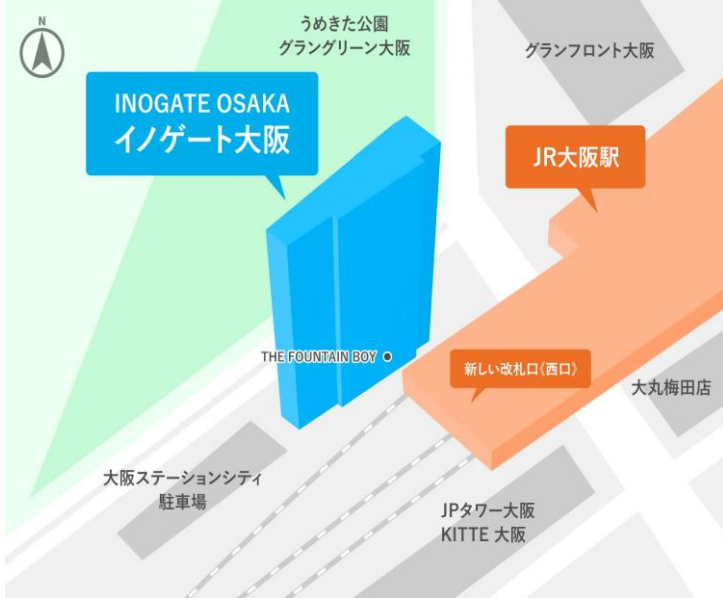 N
うめきた公園
グラングリーン大阪
グランフロント大阪
INOGATE OSAKA
イノゲート大阪
JR大阪駅
THE FOUNTAIN BOY
新しい改札口《西口》
大丸梅田店
大阪ステーションシティ
駐車場
JPタワー大阪
KITTE 大阪